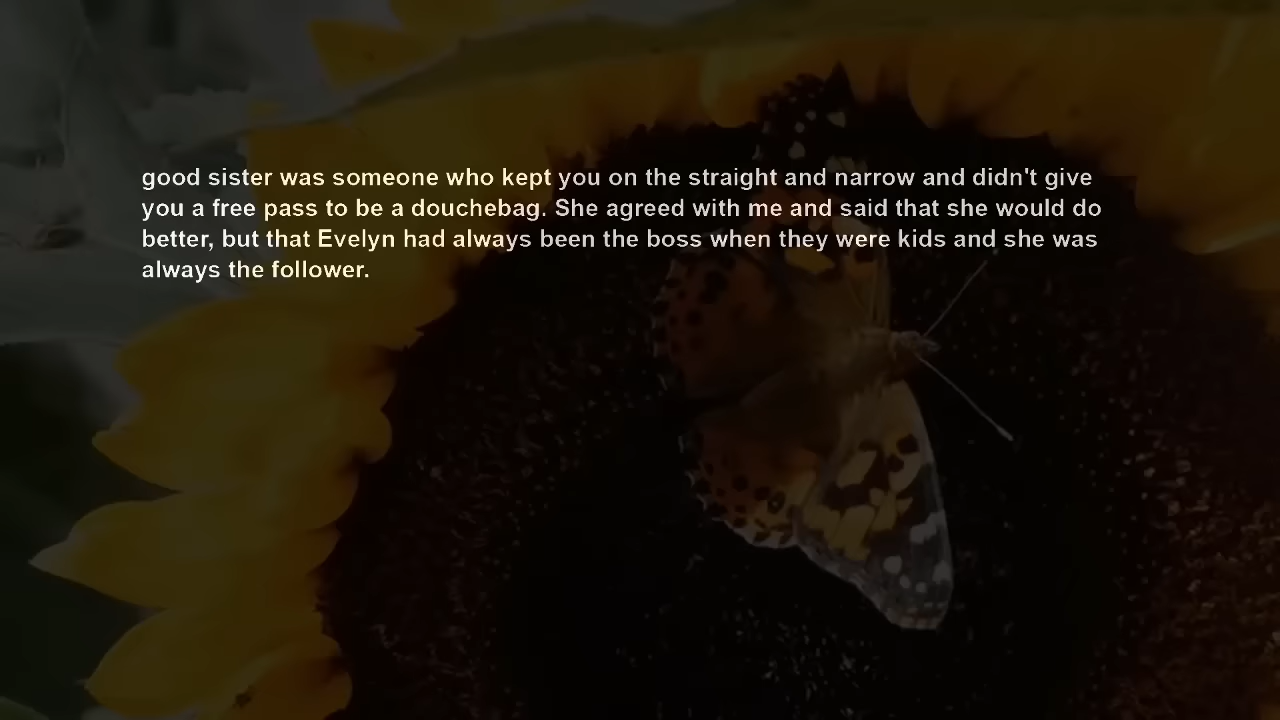 good sister was someone who kept you on the straight and narrow and didn't give
you a free pass to be a douchebag. She agreed with me and said that she would do
better, but that Evelyn had always been the boss when they were kids and she was
always the follower.